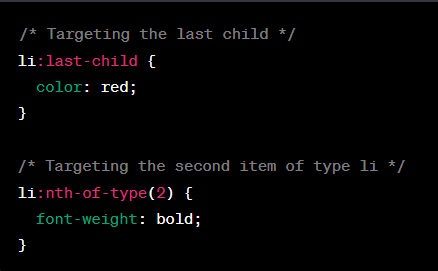 /* Targeting the last child */
li:last-child {
  color: red;
}

/* Targeting the second item of type li */
li:nth-of-type(2) {
  font-weight: bold;
}